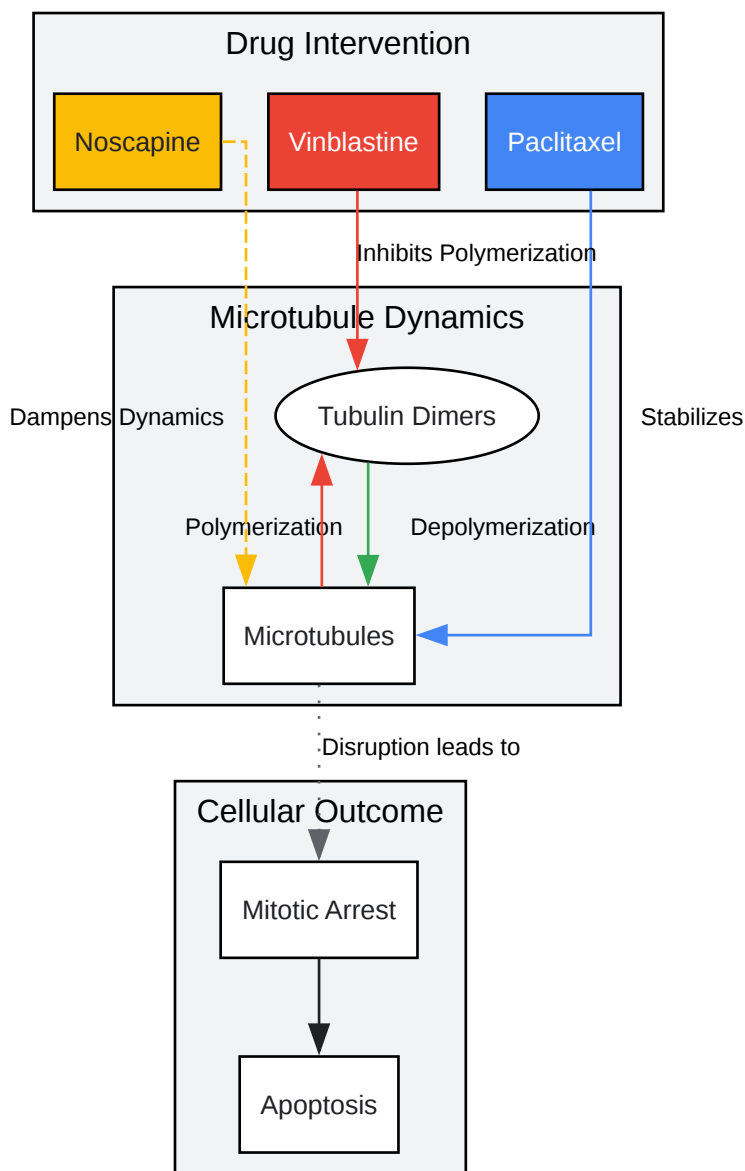 Drug Intervention
Noscapine
Vinblastine
Paclitaxel
Inhibits Polymerization
Microtubule Dynamics
Tubulin Dimers
Dampens Dynamics
Stabilizes
Polymerization
Depolymerization
Microtubules
Disruption leads to
Cellular Outcome
Mitotic Arrest
Apoptosis